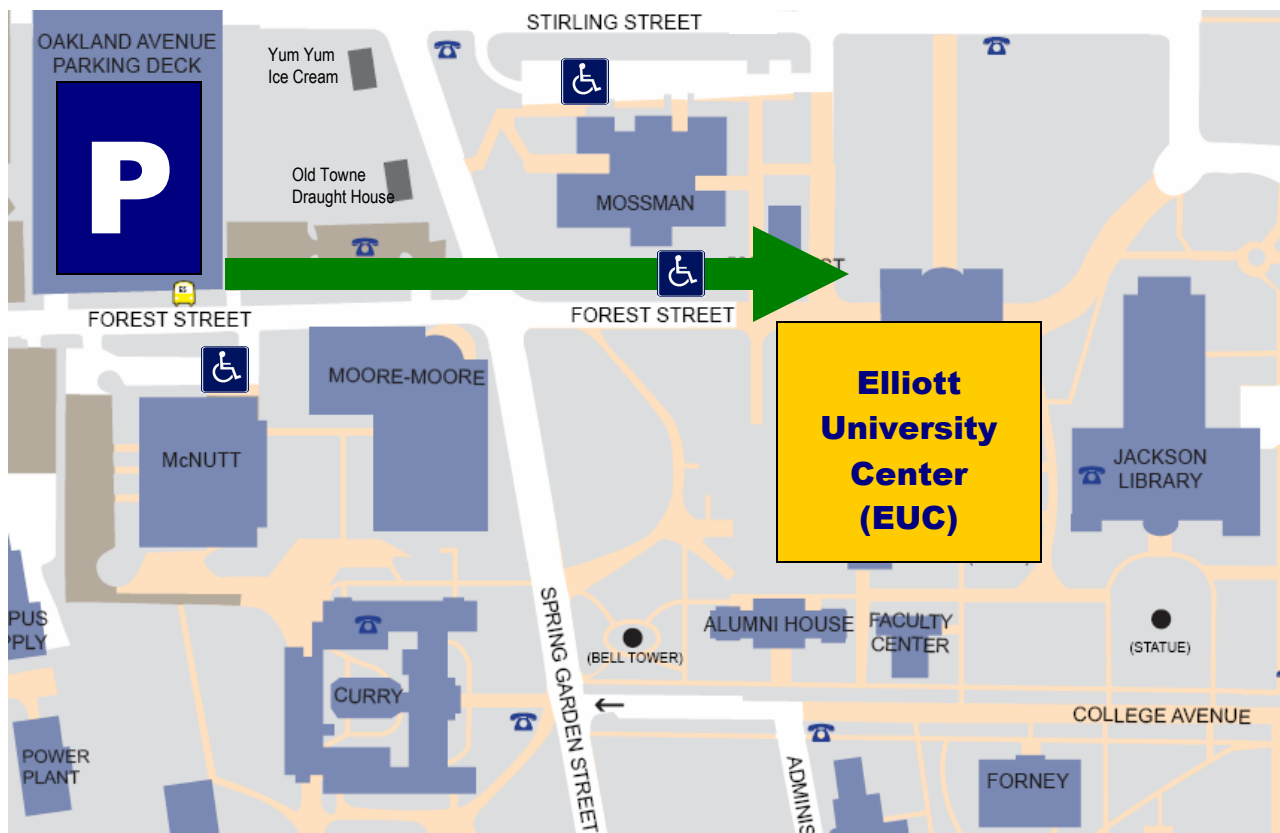 STIRLING STREET
OAKLAND AVENUE
PARKING DECK
P
Yum Yum
Ice Cream
Old Towne
Draught House
MOSSMAN
FOREST STREET
FOREST STREET
MOORE-MOORE
McNUTT
Elliott
University
Center
(EUC)
JACKSON
LIBRARY
SPRING GARDEN STREET
(BELL TOWER)
ALUMNI HOUSE
FACULTY
CENTER
(STATUE)
CURRY
COLLEGE AVENUE
POWER
PLANT
FORNEY